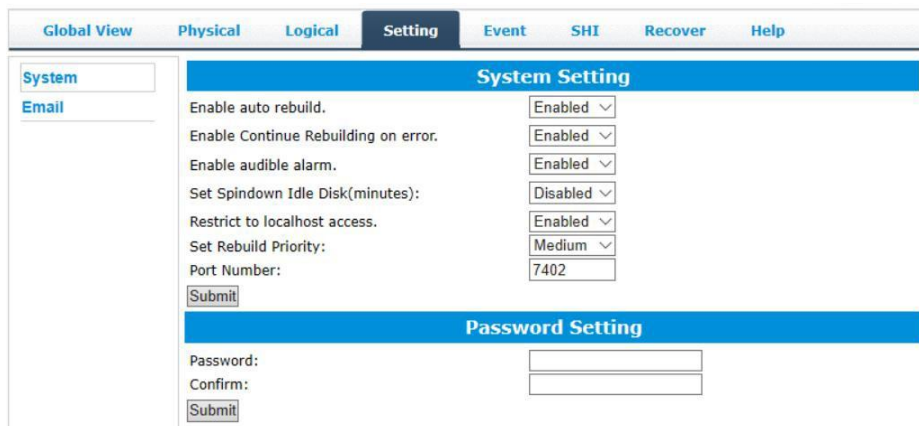 Global View Physical Logical Setting Event SHI Recover Help
System
Email
System Setting
Enable auto rebuild. Enabled
Enable Continue Rebuilding on error. Enabled
Enable audible alarm. Enabled
Set Spindown Idle Disk(minutes): Disabled
Restrict to localhost access. Enabled
Set Rebuild Priority: Medium
Port Number: 7402
Submit
Password Setting
Password:
Confirm:
Submit